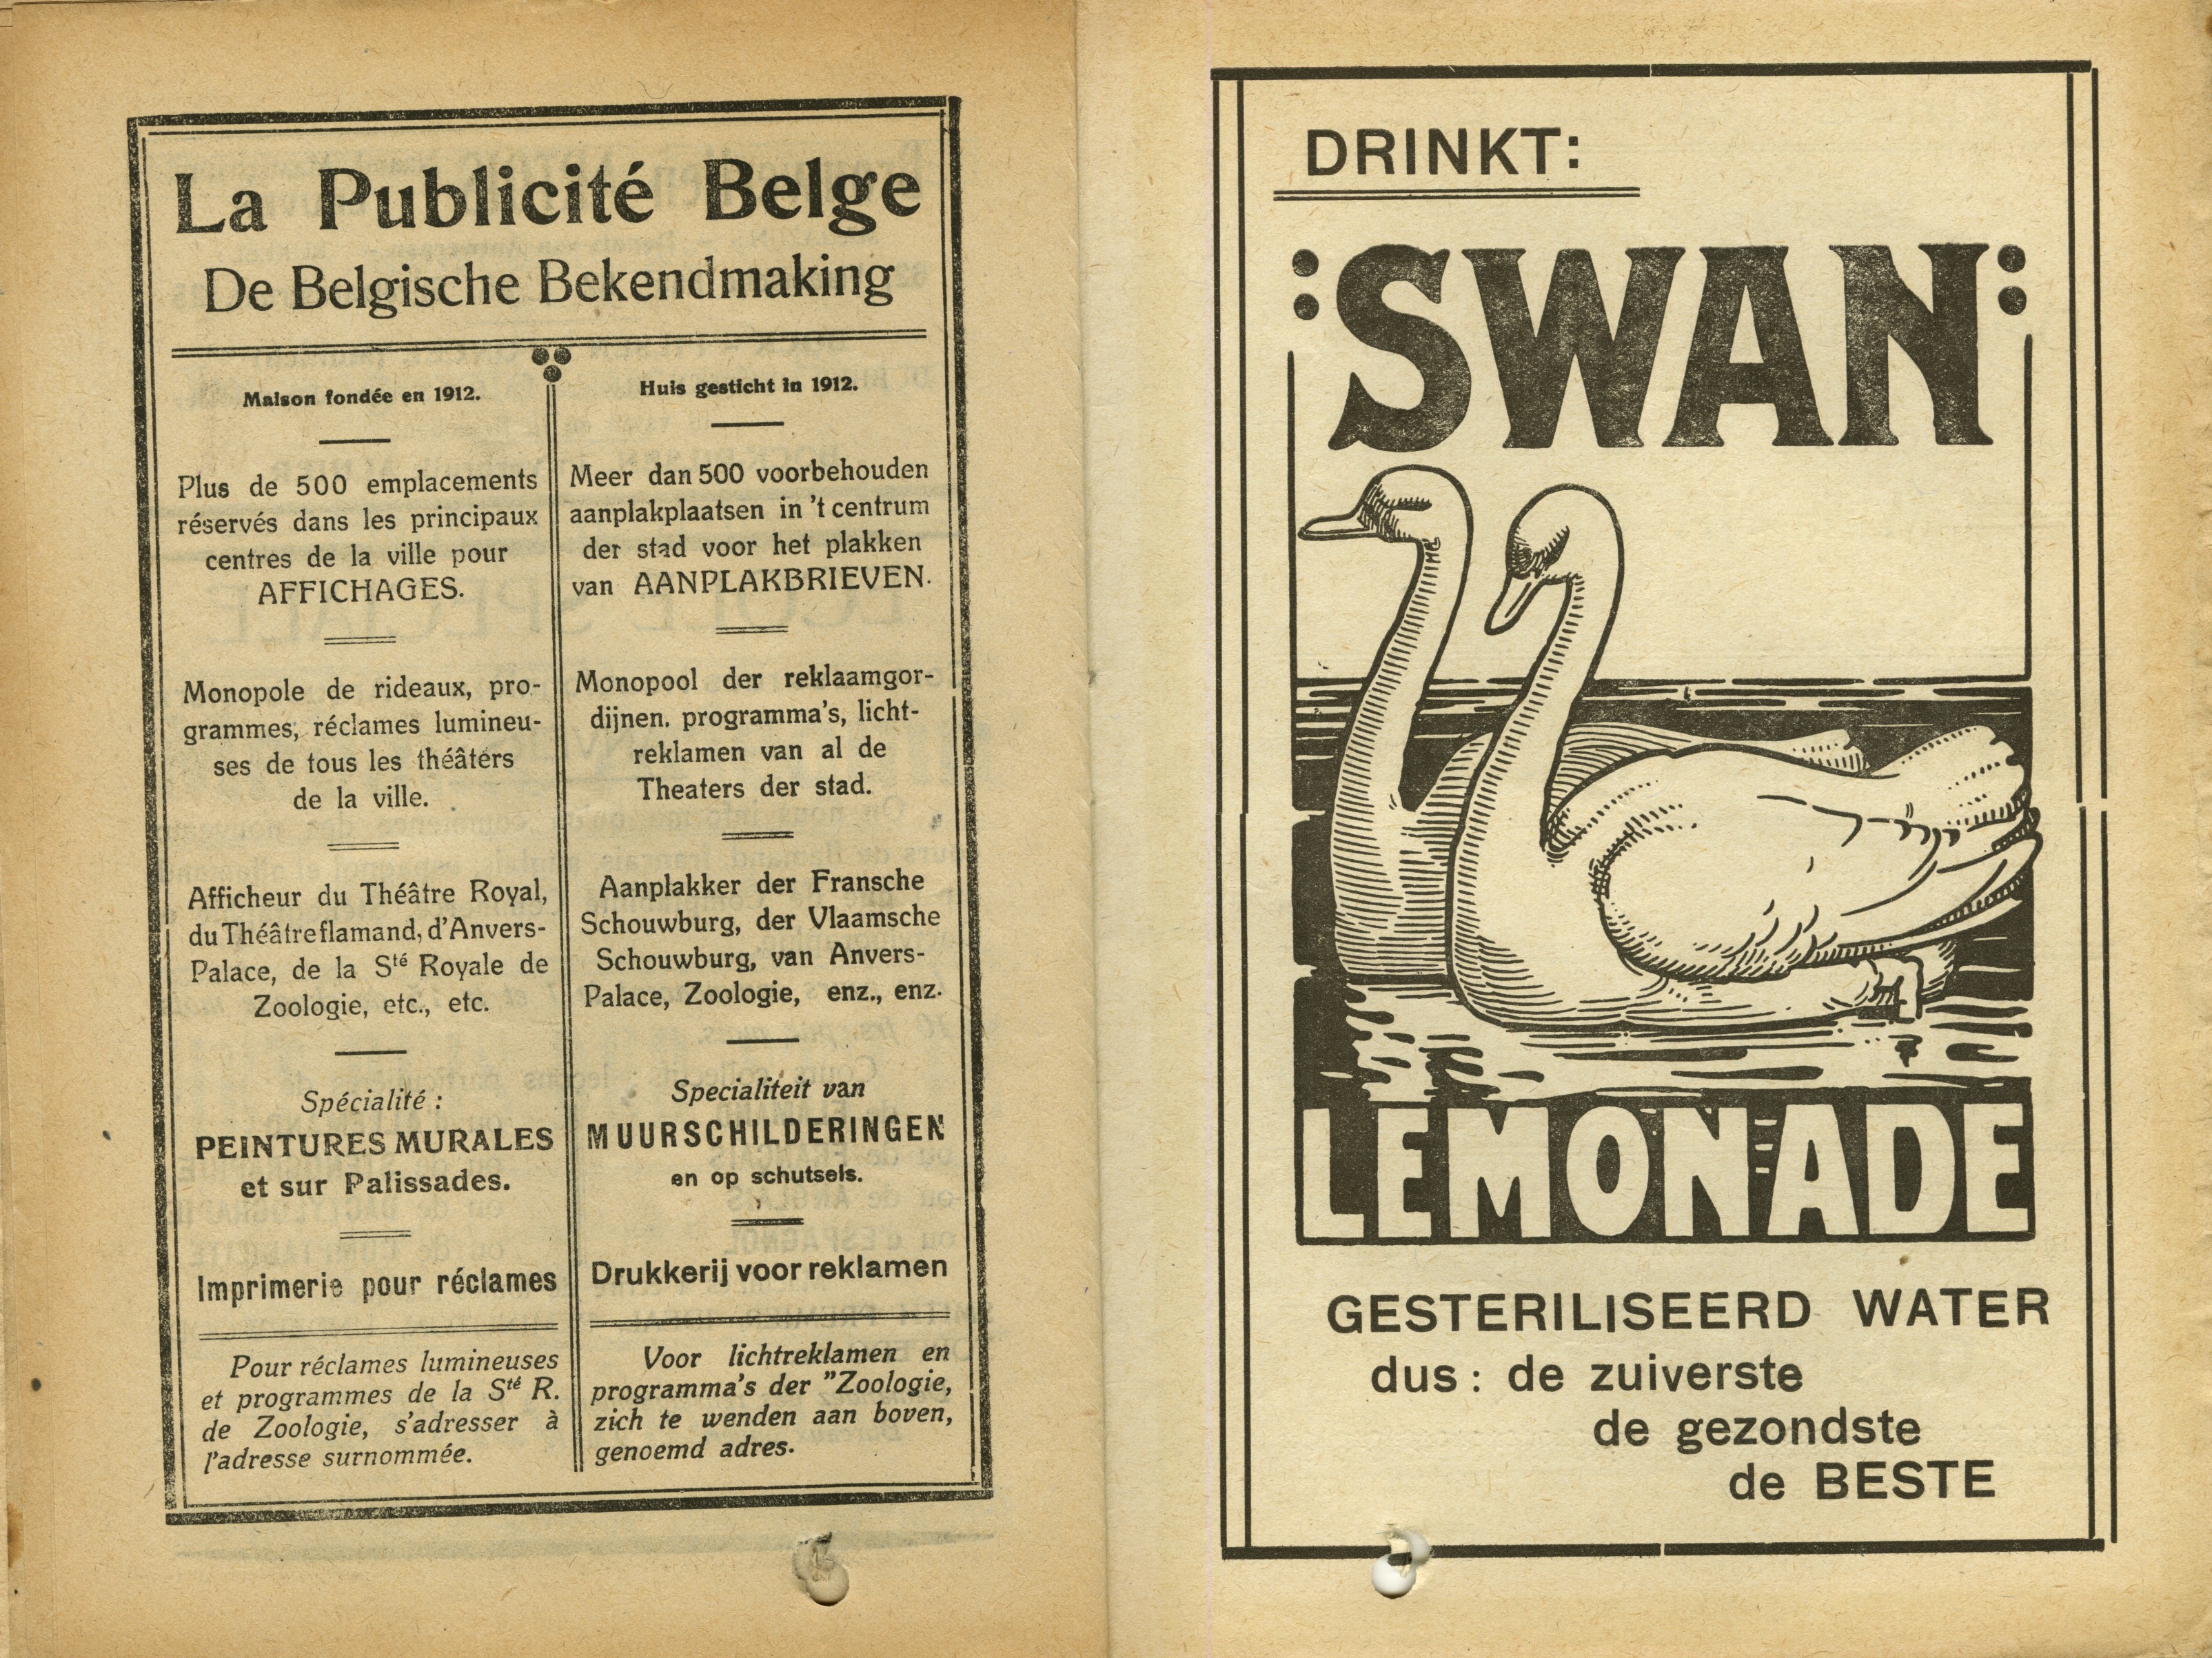 La Publicité Belge
De Belgische Bekendmaking
Maison fondée en 1912.
Plus de 500 emplacements
réservés dans les principaux
centres de la ville pour
AFFICHAGES.
Monopole de rideaux, pro-
grammes, réclames lumineu-
ses de tous les théâters
de la ville.
Afficheur du Théâtre Royal,
du Théâtre flamand, d'Anvers-
Palace, de la Sté Royale de
Zoologie, etc., etc.
Spécialité :
PEINTURES MURALES
et sur Palissades.
Imprimerie pour réclames
Pour réclames lumineuses
et programmes de la Sté R.
de Zoologie, s'adresser à
l'adresse surnommée.
Huis gesticht in 1912.
Meer dan 500 voorbehouden
aanplakplaatsen in 't centrum
der stad voor het plakken
van AANPLAKBRIEVEN.
Monopool der reklaamgor-
dijnen. programma's, licht-
reklamen van al de
Theaters der stad.
Aanplakker der Fransche
Schouwburg, der Vlaamsche
Schouwburg, van Anvers-
Palace, Zoologie, enz., enz.
Specialiteit van
MUURSCHILDERINGEN
en op schutsels.
Drukkerij voor reklamen
Voor lichtreklamen en
programma's der "Zoologie,
zich te wenden aan boven,
genoemd adres.
DRINKT:
:SWAN:
LEMONADE
GESTERILISEERD WATER
dus : de zuiverste
de gezondste
de BESTE